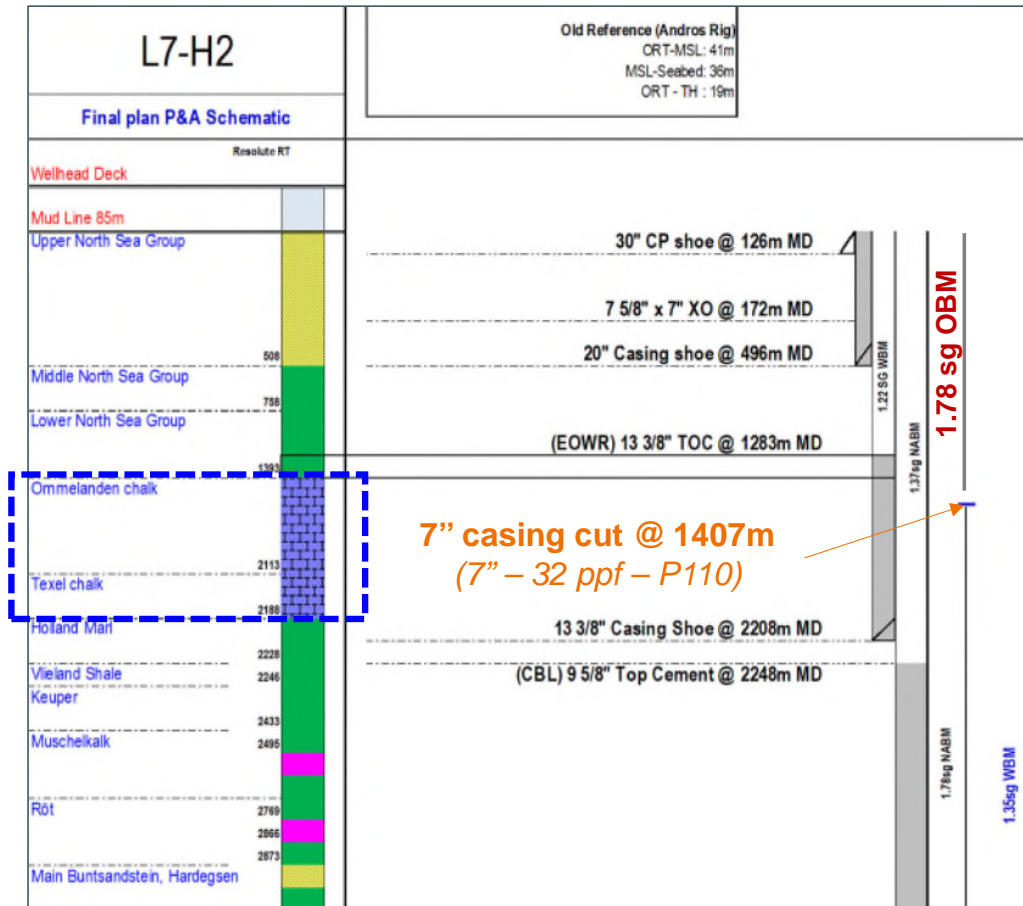 L7-H2
Final plan P&A Schematic
Old Reference (Andros Rig)
ORT-MSL: 41m
MSL-Seabed: 36m
ORT - TH : 19m
Resolute RT
Wellhead Deck
Mud Line 85m
Upper North Sea Group
30" CP shoe @ 126m MD
7 5/8" x 7" XO @ 172m MD
20" Casing shoe @ 496m MD
508
Middle North Sea Group
758
Lower North Sea Group
(EOWR) 13 3/8" TOC @ 1283m MD
1393
Ommelanden chalk
7” casing cut @ 1407m
(7” – 32 ppf – P110)
2113
Texel chalk
2188
Holland Marl
13 3/8" Casing Shoe @ 2208m MD
2228
Vlieland Shale
2246
(CBL) 9 5/8" Top Cement @ 2248m MD
Keuper
2433
Muschelkalk
2495
Röt
2769
2866
2873
Main Buntsandstein, Hardegsen
1.22 SG WBM
1.37sg NABM
1.78 sg OBM
1.78sg NABM
1.35sg WBM